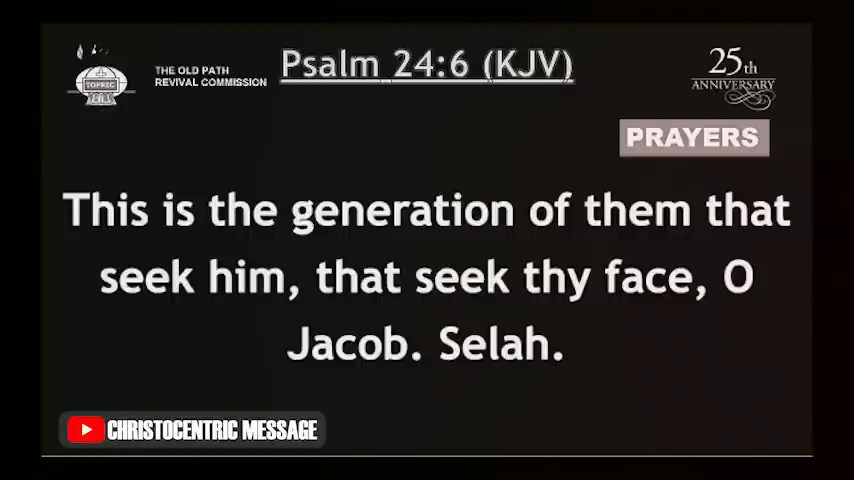 THE OLD PATH
REVIVAL COMMISSION
TOPREC
Psalm 24:6 (KJV)
25th
ANNIVERSARY
PRAYERS
This is the generation of them that
seek him, that seek thy face, O
Jacob. Selah.
CHRISTOCENTRIC MESSAGE